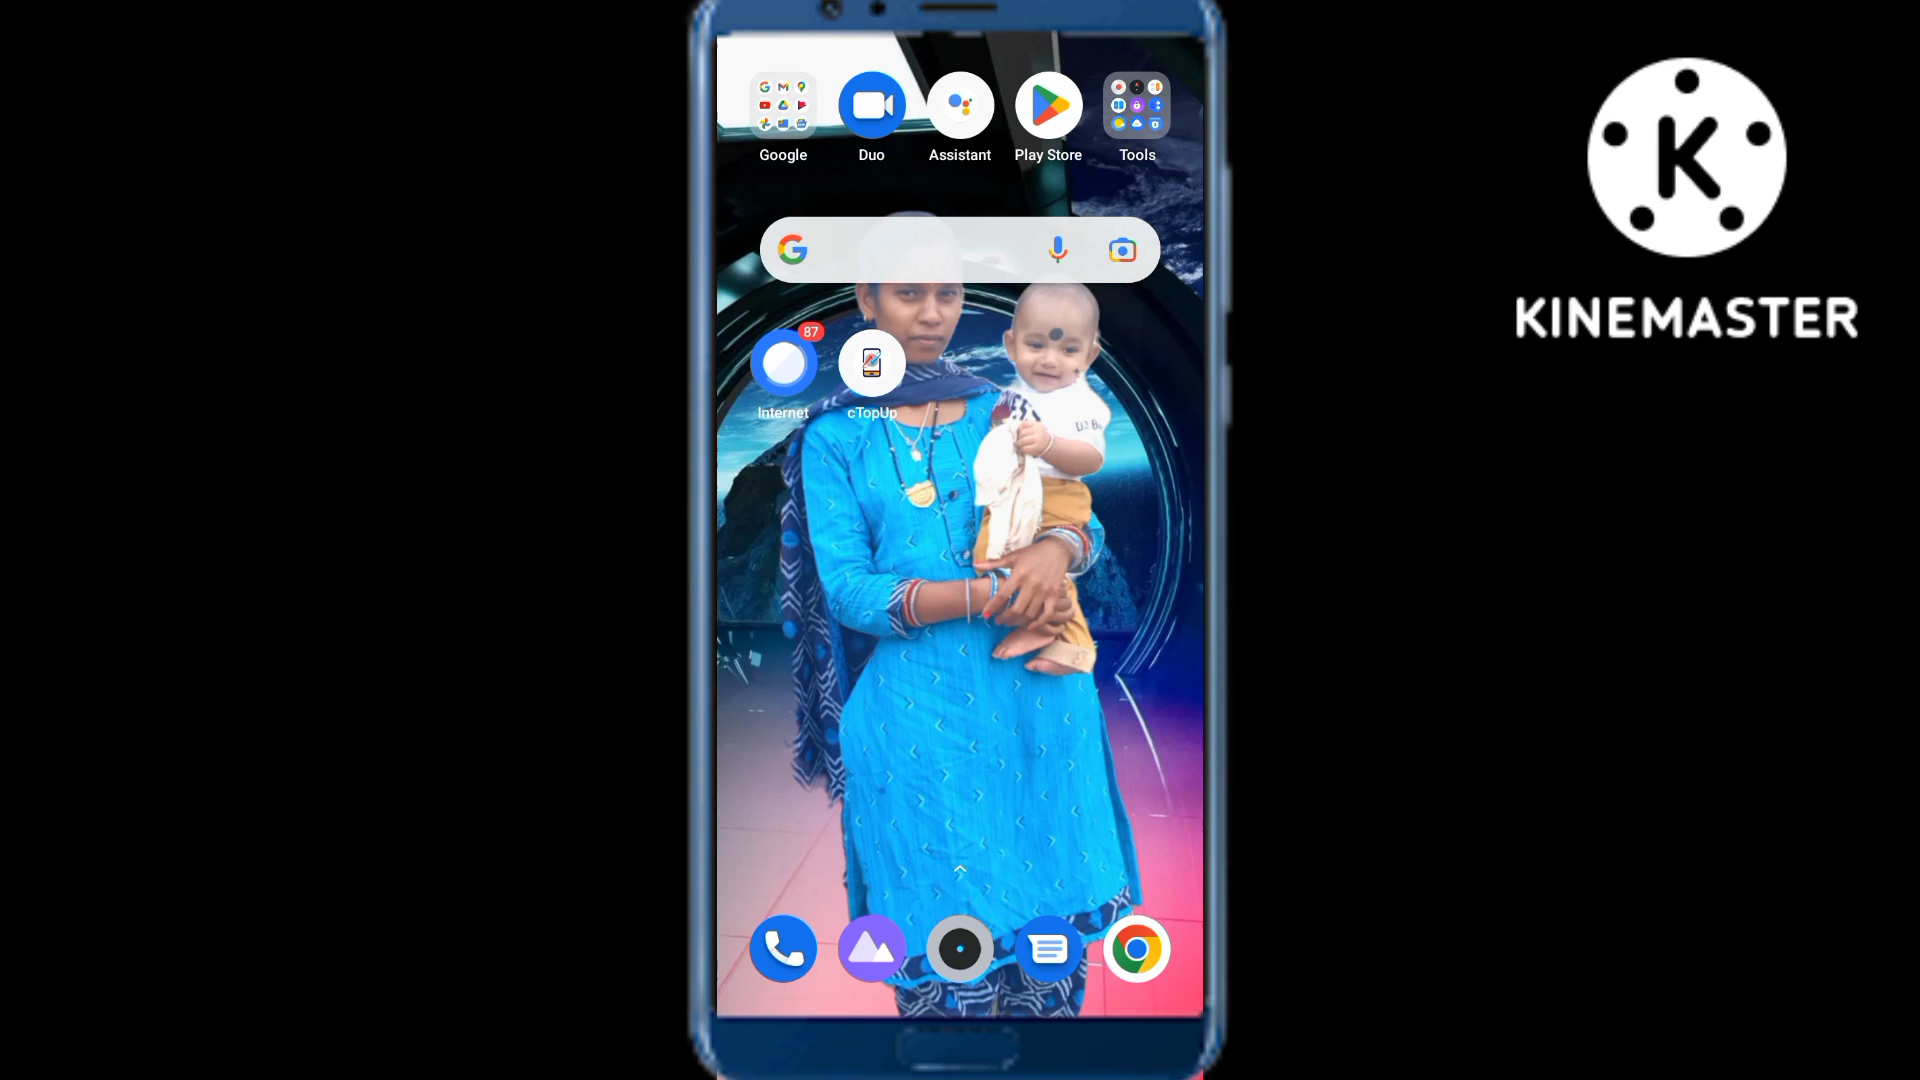 Google Duo Assistant Play Store Tools
87
Internet cTopUp
K
KINEMASTER